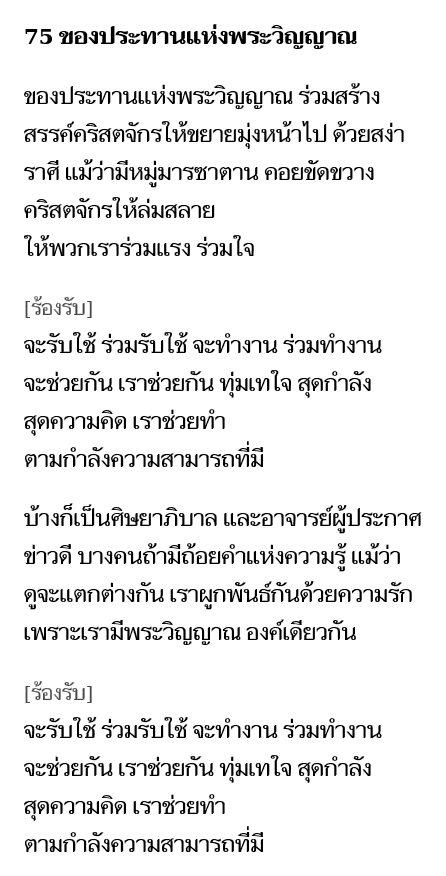 75 ของประทานแห่งพระวิญญาณ
ของประทานแห่งพระวิญญาณ ร่วมสร้าง
สรรค์คริสตจักรให้ขยายมุ่งหน้าไป ด้วยสง่า
ราศี แม้ว่ามีหมู่มารซาตาน คอยขัดขวาง
คริสตจักรให้ล่มสลาย
ให้พวกเราร่วมแรง ร่วมใจ
[ร้องรับ]
จะรับใช้ ร่วมรับใช้ จะทำงาน ร่วมทำงาน
จะช่วยกัน เราช่วยกัน ทุ่มเทใจ สุดกำลัง
สุดความคิด เราช่วยทำ
ตามกำลังความสามารถที่มี
บ้างก็เป็นศิษยาภิบาล และอาจารย์ผู้ประกาศ
ข่าวดี บางคนถ้ามีถ้อยคำแห่งความรู้ แม้ว่า
ดูจะแตกต่างกัน เราผูกพันธ์กันด้วยความรัก
เพราะเรามีพระวิญญาณ องค์เดียวกัน
[ร้องรับ]
จะรับใช้ ร่วมรับใช้ จะทำงาน ร่วมทำงาน
จะช่วยกัน เราช่วยกัน ทุ่มเทใจ สุดกำลัง
สุดความคิด เราช่วยทำ
ตามกำลังความสามารถที่มี